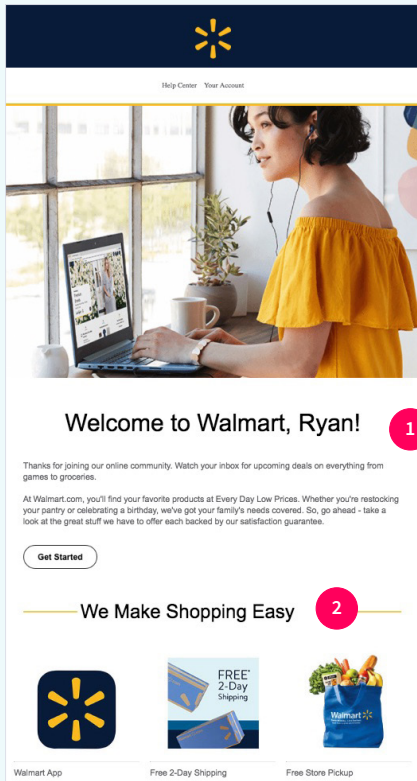 Help Center Your Account
Welcome to Walmart, Ryan!
1
Thanks for joining our online community. Watch your inbox for upcoming deals on everything from
games to groceries.
At Walmart.com, you'll find your favorite products at Every Day Low Prices. Whether you're restocking
your pantry or celebrating a birthday, we've got your family's needs covered. So, go ahead - take a
look at the great stuff we have to offer each backed by our satisfaction guarantee.
Get Started
We Make Shopping Easy
2
FREE*
2-Day
Shipping
Walmart
Walmart App
Free 2-Day Shipping
Free Store Pickup